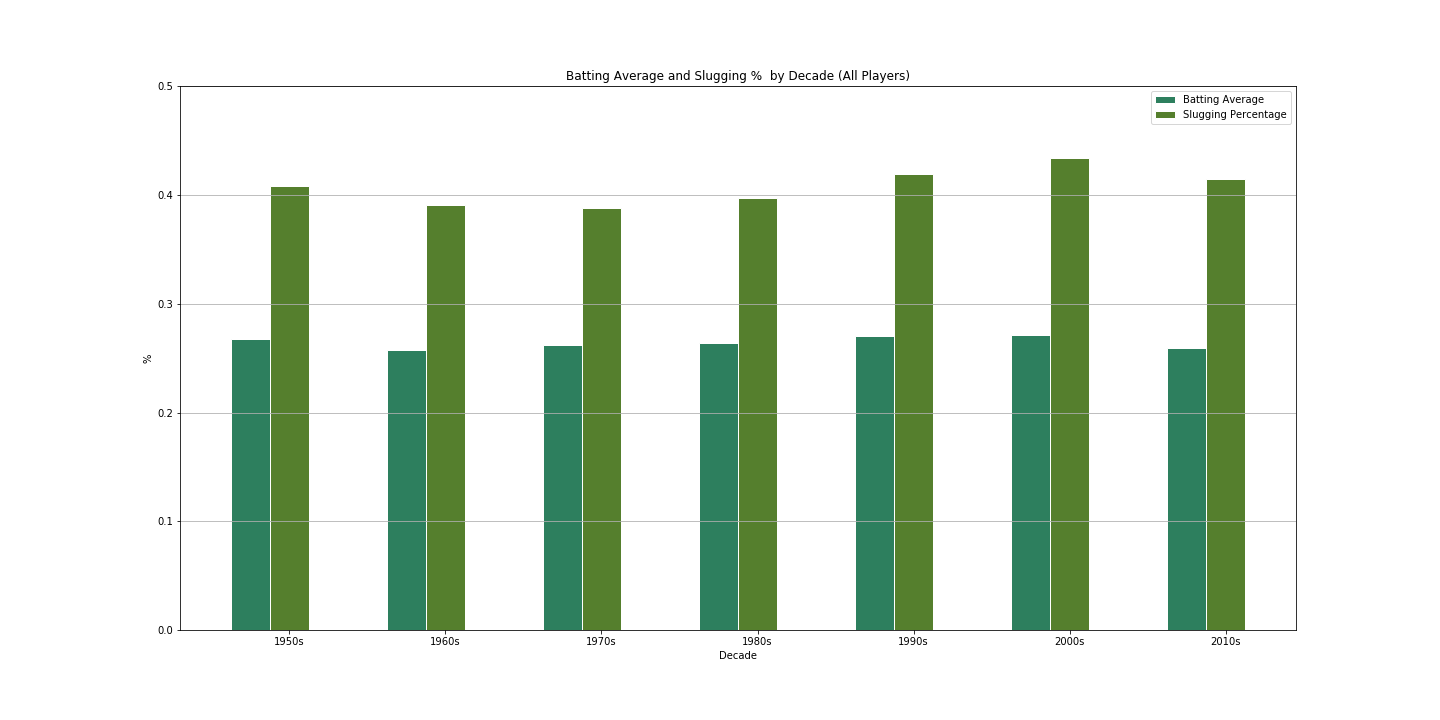 Batting Average and Slugging %  by Decade (All Players)
Batting Average
Slugging Percentage
0.5
0.4
0.3
0.2
0.1
0.0
%
1950s 1960s 1970s 1980s 1990s 2000s 2010s
Decade